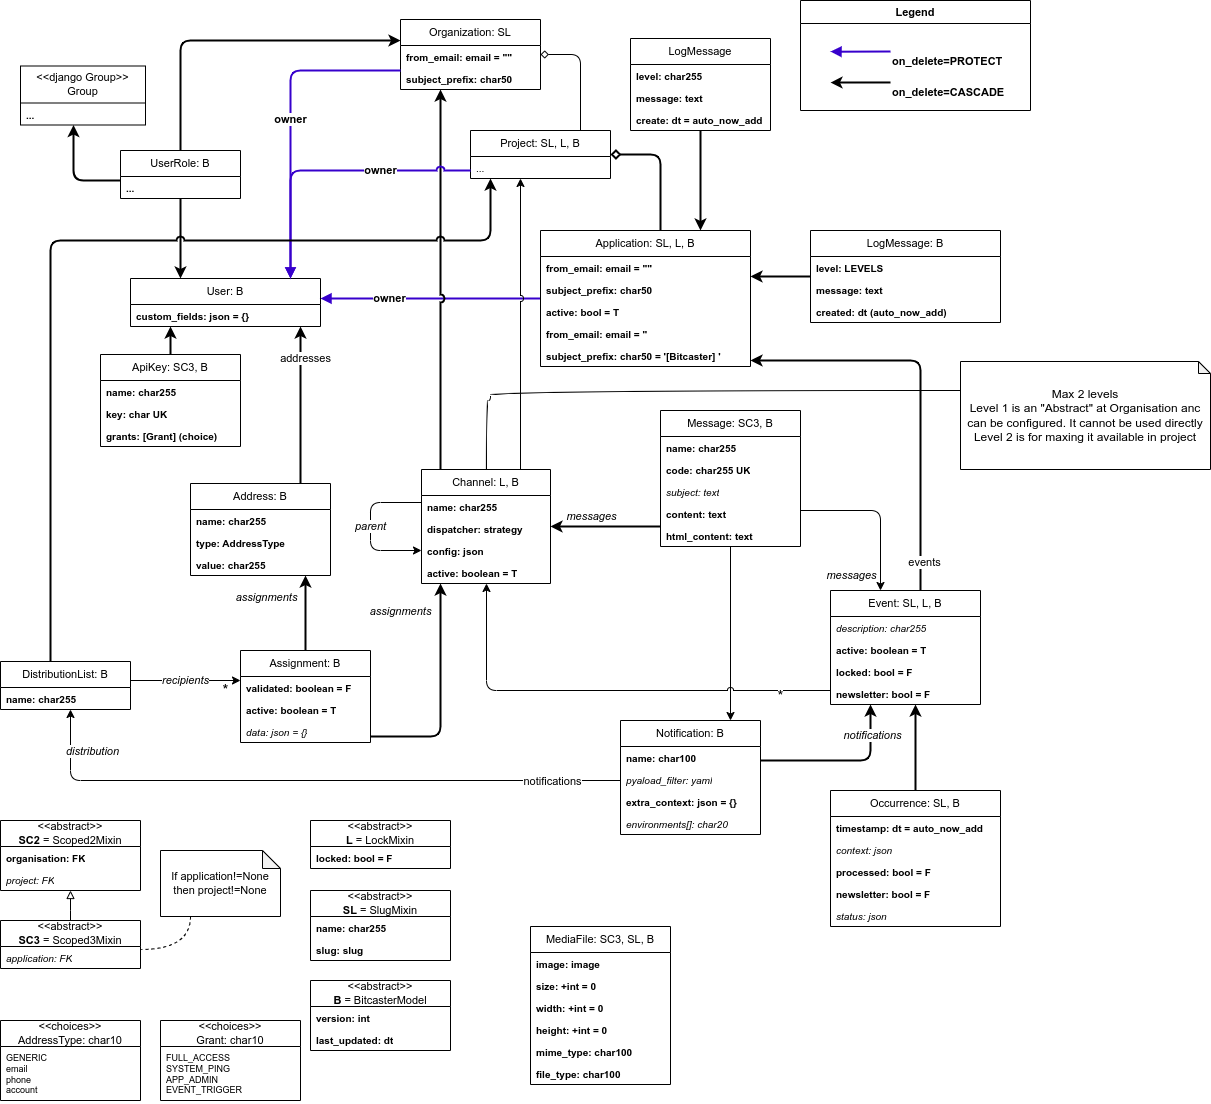 Organization: SL
from_email: email = ""
subject_prefix: char50
LogMessage
level: char255
message: text
create: dt = auto_now_add
Legend
on_delete=PROTECT
on_delete=CASCADE
<<django Group>>
Group
...
owner
UserRole: B
...
Project: SL, L, B
...
owner
Application: SL, L, B
from_email: email = ""
subject_prefix: char50
active: bool = T
from_email: email = "
subject_prefix: char50 = '[Bitcaster] '
LogMessage: B
level: LEVELS
message: text
created: dt (auto_now_add)
User: B
custom_fields: json = {}
owner
addresses
ApiKey: SC3, B
name: char255
key: char UK
grants: [Grant] (choice)
Max 2 levels
Level 1 is an "Abstract" at Organisation anc
can be configured. It cannot be used directly
Level 2 is for maxing it available in project
Message: SC3, B
name: char255
code: char255 UK
subject: text
content: text
html_content: text
Channel: L, B
name: char255
dispatcher: strategy
config: json
active: boolean = T
parent
messages
messages
events
Address: B
name: char255
type: AddressType
value: char255
assignments
assignments
Event: SL, L, B
description: char255
active: boolean = T
locked: bool = F
newsletter: bool = F
DistributionList: B
name: char255
recipients
*
Assignment: B
validated: boolean = F
active: boolean = T
data: json = {}
*
distribution
notifications
Notification: B
name: char100
pyaload_filter: yaml
extra_context: json = {}
environments[]: char20
notifications
Occurrence: SL, B
timestamp: dt = auto_now_add
context: json
processed: bool = F
newsletter: bool = F
status: json
<<abstract>>
SC2 = Scoped2Mixin
organisation: FK
project: FK
<<abstract>>
SC3 = Scoped3Mixin
application: FK
If application!=None
then project!=None
<<abstract>>
L = LockMixin
locked: bool = F
<<abstract>>
SL = SlugMixin
name: char255
slug: slug
<<abstract>>
B = BitcasterModel
version: int
last_updated: dt
MediaFile: SC3, SL, B
image: image
size: +int = 0
width: +int = 0
height: +int = 0
mime_type: char100
file_type: char100
<<choices>>
AddressType: char10
GENERIC
email
phone
account
<<choices>>
Grant: char10
FULL_ACCESS
SYSTEM_PING
APP_ADMIN
EVENT_TRIGGER